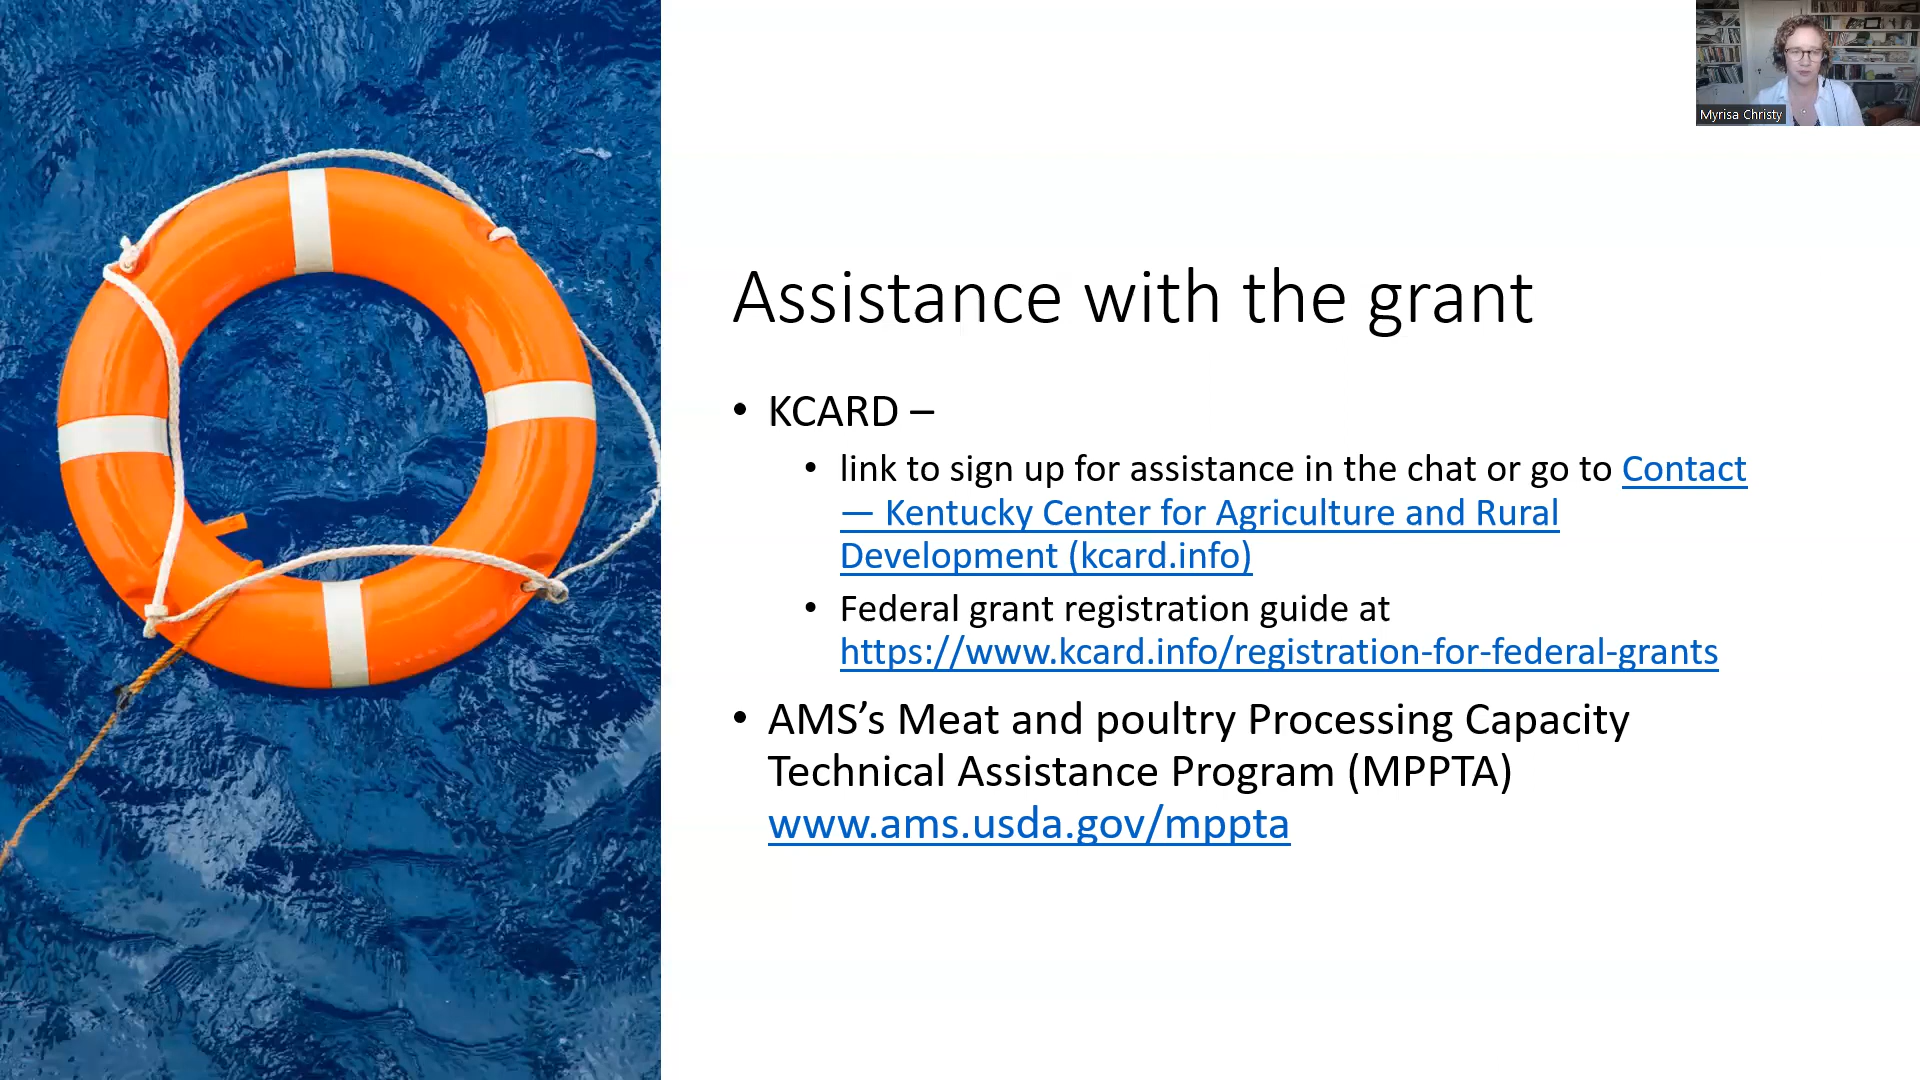 Myrisa Christy
Assistance with the grant
• KCARD –
• link to sign up for assistance in the chat or go to Contact
— Kentucky Center for Agriculture and Rural
Development (kcard.info)
• Federal grant registration guide at
https://www.kcard.info/registration-for-federal-grants
• AMS’s Meat and poultry Processing Capacity
Technical Assistance Program (MPPTA)
www.ams.usda.gov/mppta